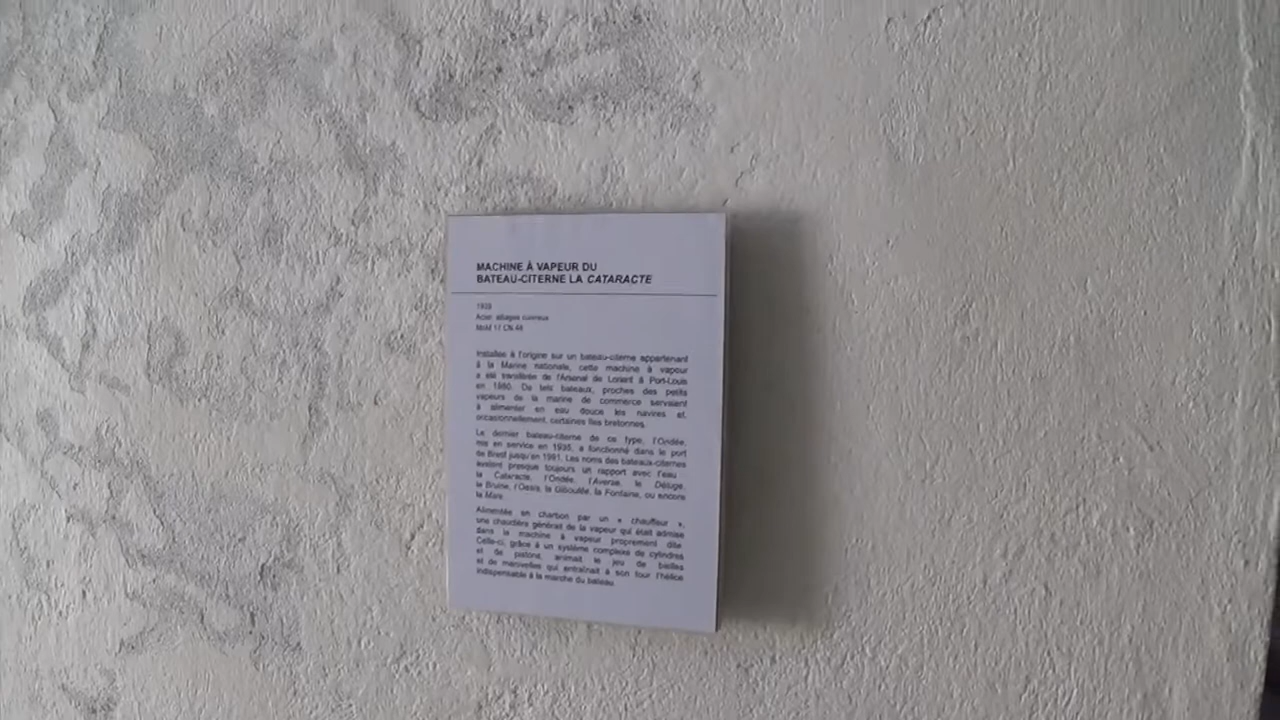 MACHINE À VAPEUR DU
BATEAU-CITERNE LA CATARACTE
Acier, alliages cuivreux
Installée à l'origine sur un bateau-citerne appartenant
à la Marine nationale, cette machine à vapeur
a été transférée de l'Arsenal de Lorient à Port-Louis
en 1980. De tels bateaux, proches des petits
vapeurs de la marine de commerce servaient
à alimenter en eau douce les navires et,
occasionnellement, certaines îles bretonnes.
Le dernier bateau-citerne de ce type, l'Ondée,
mis en service en 1935, a fonctionné dans le port
de Brest jusqu'en 1991. Les noms des bateaux-citernes
avaient presque toujours un rapport avec l'eau :
la Cataracte, l'Ondée, l'Averse, le Déluge,
la Bruine, l'Oasis, la Giboulée, la Fontaine, ou encore
la Mare.
Alimentée en charbon par un « chauffeur »,
une chaudière générait de la vapeur qui était admise
dans la machine à vapeur proprement dite.
Celle-ci, grâce à un système complexe de cylindres
et de pistons, animait le jeu de bielles
et de manivelles qui entraînait à son tour l'hélice
indispensable à la marche du bateau.